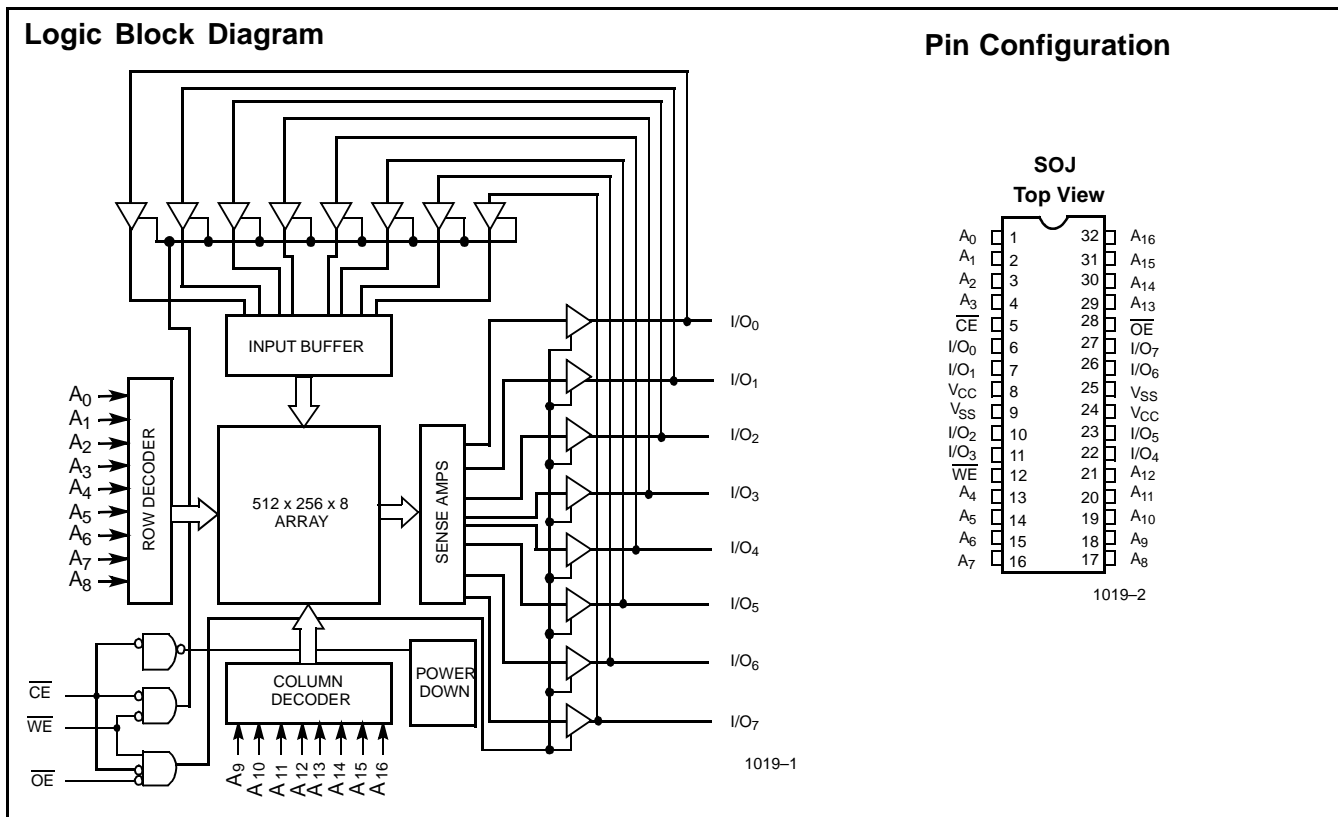 Logic Block Diagram
Pin Configuration
INPUT BUFFER
A0
A1
A2
A3
A4
A5
A6
A7
A8
ROW DECODER
512 x 256 x 8
ARRAY
SENSE AMPS
COLUMN
DECODER
POWER
DOWN
CE
WE
OE
A9
A10
A11
A12
A13
A14
A15
A16
I/O0
I/O1
I/O2
I/O3
I/O4
I/O5
I/O6
I/O7
1019–1
SOJ
Top View
A0 1 32 A16
A1 2 31 A15
A2 3 30 A14
A3 4 29 A13
CE 5 28 OE
I/O0 6 27 I/O7
I/O1 7 26 I/O6
VCC 8 25 VSS
VSS 9 24 VCC
I/O2 10 23 I/O5
I/O3 11 22 I/O4
WE 12 21 A12
A4 13 20 A11
A5 14 19 A10
A6 15 18 A9
A7 16 17 A8
1019–2